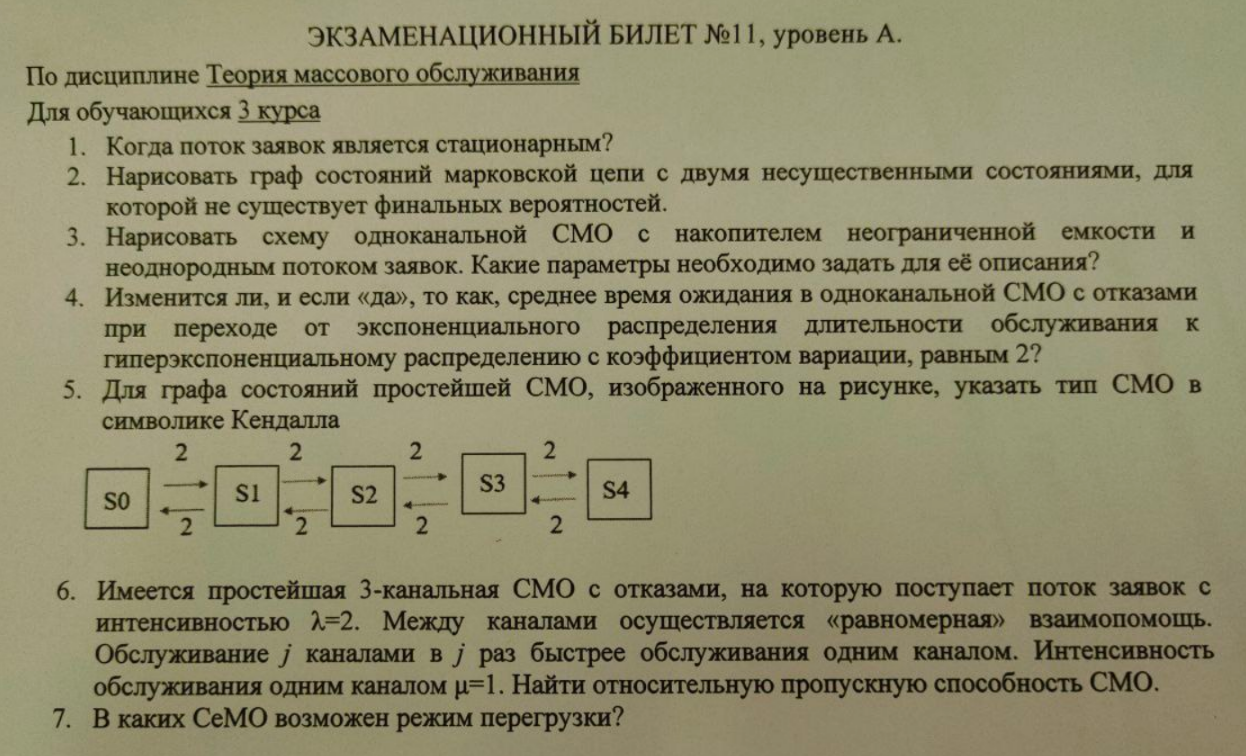 ЭКЗАМЕНАЦИОННЫЙ БИЛЕТ №11, уровень А.
По дисциплине Теория массового обслуживания
Для обучающихся 3 курса
1. Когда поток заявок является стационарным?
2. Нарисовать граф состояний марковской цепи с двумя несущественными состояниями, для
которой не существует финальных вероятностей.
3. Нарисовать схему одноканальной СМО с накопителем неограниченной емкости и
неоднородным потоком заявок. Какие параметры необходимо задать для её описания?
4. Изменится ли, и если «да», то как, среднее время ожидания в одноканальной СМО с отказами
при переходе от экспоненциального распределения длительности обслуживания к
гиперэкспоненциальному распределению с коэффициентом вариации, равным 2?
5. Для графа состояний простейшей СМО, изображенного на рисунке, указать тип СМО в
символике Кендалла
2 2 2 2
S0 S1 S2 S3 S4
2 2 2 2
6. Имеется простейшая 3-канальная СМО с отказами, на которую поступает поток заявок с
интенсивностью λ=2. Между каналами осуществляется «равномерная» взаимопомощь.
Обслуживание j каналами в j раз быстрее обслуживания одним каналом. Интенсивность
обслуживания одним каналом μ=1. Найти относительную пропускную способность СМО.
7. В каких СеМО возможен режим перегрузки?